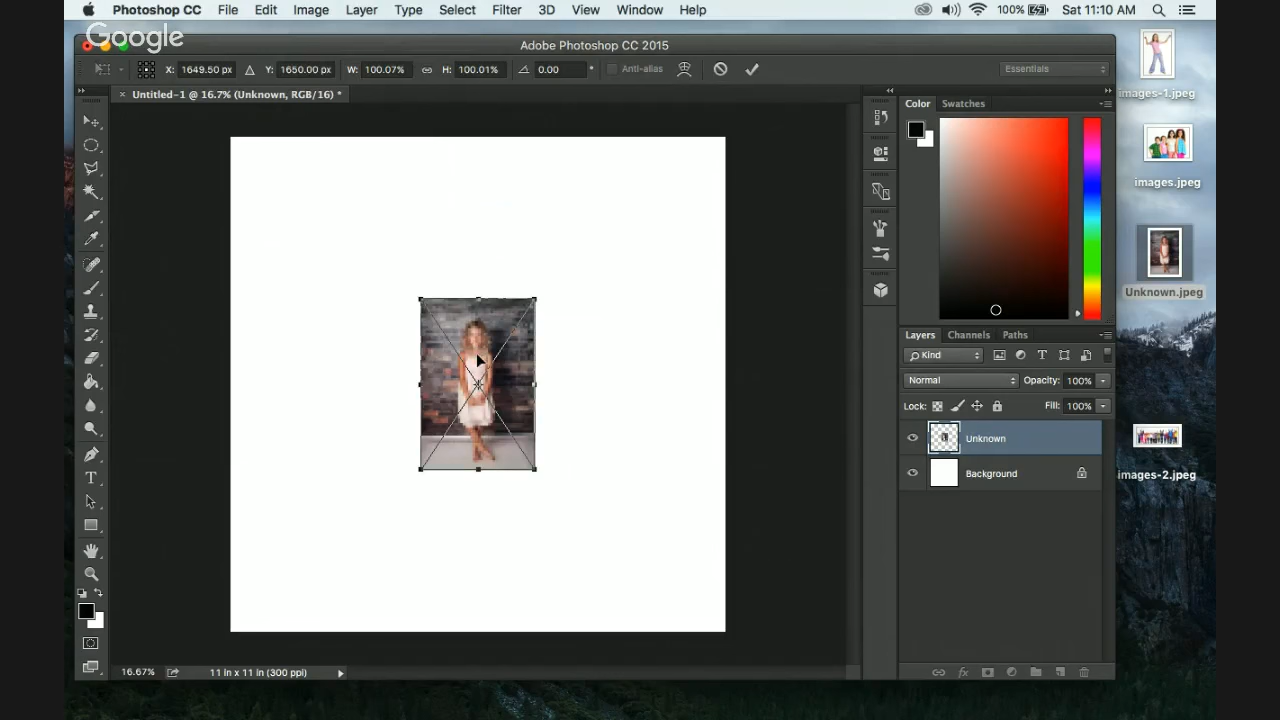 Photoshop CC File Edit Image Layer Type Select Filter 3D View Window Help 100% Sat 11:10 AM
Google
Adobe Photoshop CC 2015
X: 1649.50 px Y: 1650.00 px W: 100.07% H: 100.01% 0.00 ° Anti-alias Essentials
× Untitled-1 @ 16.7% (Unknown, RGB/16) *
images-1.jpeg
Color Swatches
images.jpeg
Unknown.jpeg
Layers Channels Paths
Kind
Normal Opacity: 100%
Lock: Fill: 100%
Unknown
Background
images-2.jpeg
16.67% 11 in x 11 in (300 ppi)